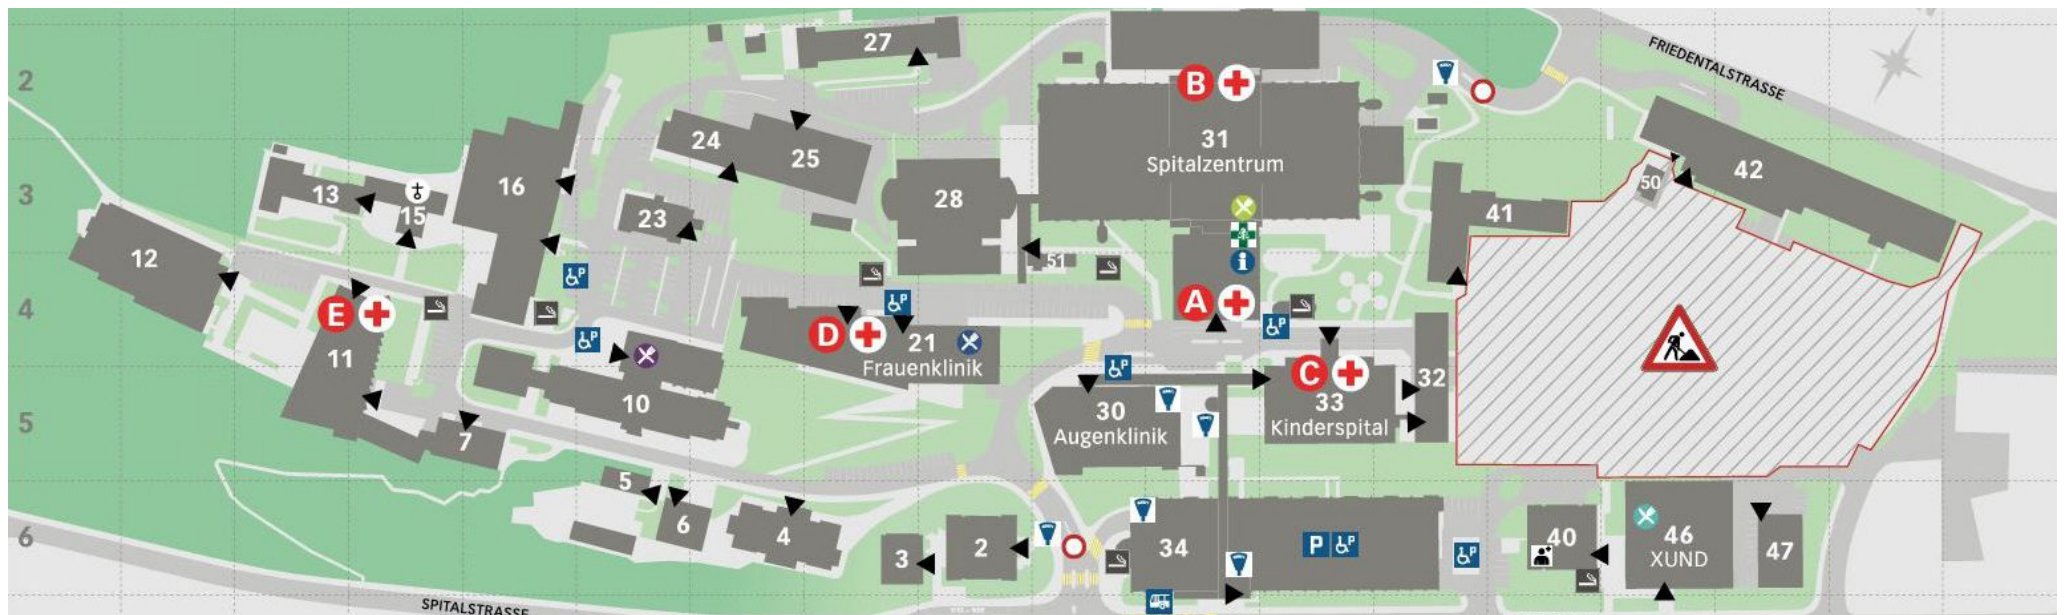 FRIEDENTALSTRASSE
2
27
B
24
25
31
Spitalzentrum
42
3
13
15
16
23
28
41
50
12
51
i
4
E
P
A
D
21
Frauenklinik
P
P
P
11
P
C
32
33
Kinderspital
10
30
Augenklinik
5
7
5
6
4
6
3
2
34
P
P
P
40
46
XUND
47
SPITALSTRASSE